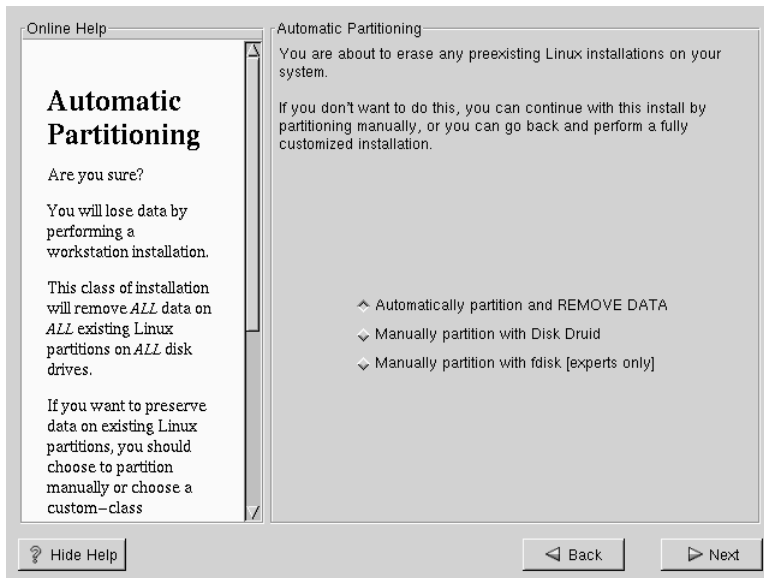 Online Help
Automatic
Partitioning
Are you sure?
You will lose data by
performing a
workstation installation.
This class of installation
will remove ALL data on
ALL existing Linux
partitions on ALL disk
drives.
If you want to preserve
data on existing Linux
partitions, you should
choose to partition
manually or choose a
custom–class
Automatic Partitioning
You are about to erase any preexisting Linux installations on your
system.
If you don't want to do this, you can continue with this install by
partitioning manually, or you can go back and perform a fully
customized installation.
Automatically partition and REMOVE DATA
Manually partition with Disk Druid
Manually partition with fdisk [experts only]
Hide Help
Back
Next